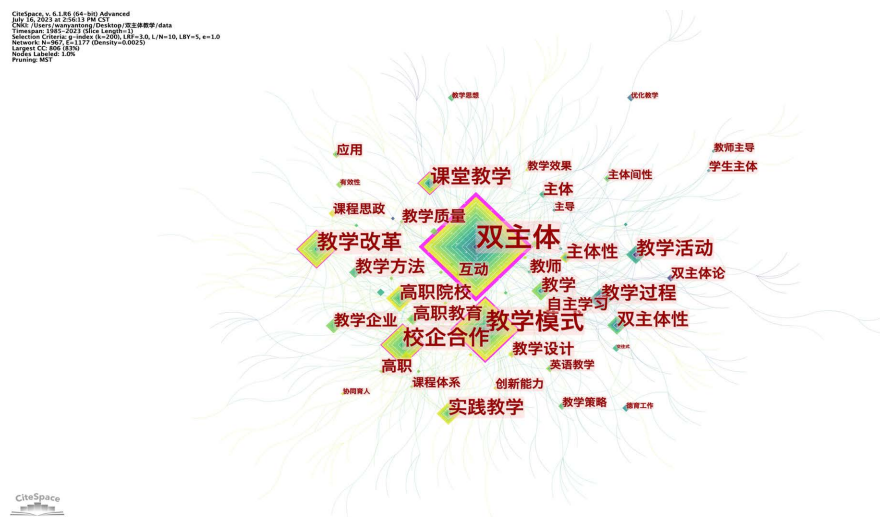 CiteSpace, v. 6.1.R6 (64-bit) Advanced
July 16, 2023 at 2:56:13 PM CST
CNKI: /Users/wanyantong/Desktop/双主体教学/data
Timespan: 1985-2023 (Slice Length=1)
Selection Criteria: g-index (k=200), LRF=3.0, L/N=10, LBY=5, e=1.0
Network: N=967, E=1177 (Density=0.0025)
Largest CC: 806 (83%)
Nodes Labeled: 1.0%
Pruning: MST
教学思想
优化教学
应用
教师主导
课堂教学
教学效果
学生主体
主体间性
有效性
主体
课程思政
主导
教学质量
双主体
教学改革
教学活动
主体性
教学方法
互动
教师
双主体论
教学
高职院校
教学过程
自主学习
高职教育
教学企业
教学模式
双主体性
校企合作
教学设计
高职
英语教学
课程体系
创新能力
协同育人
实践教学
教学策略
德育工作
CiteSpace